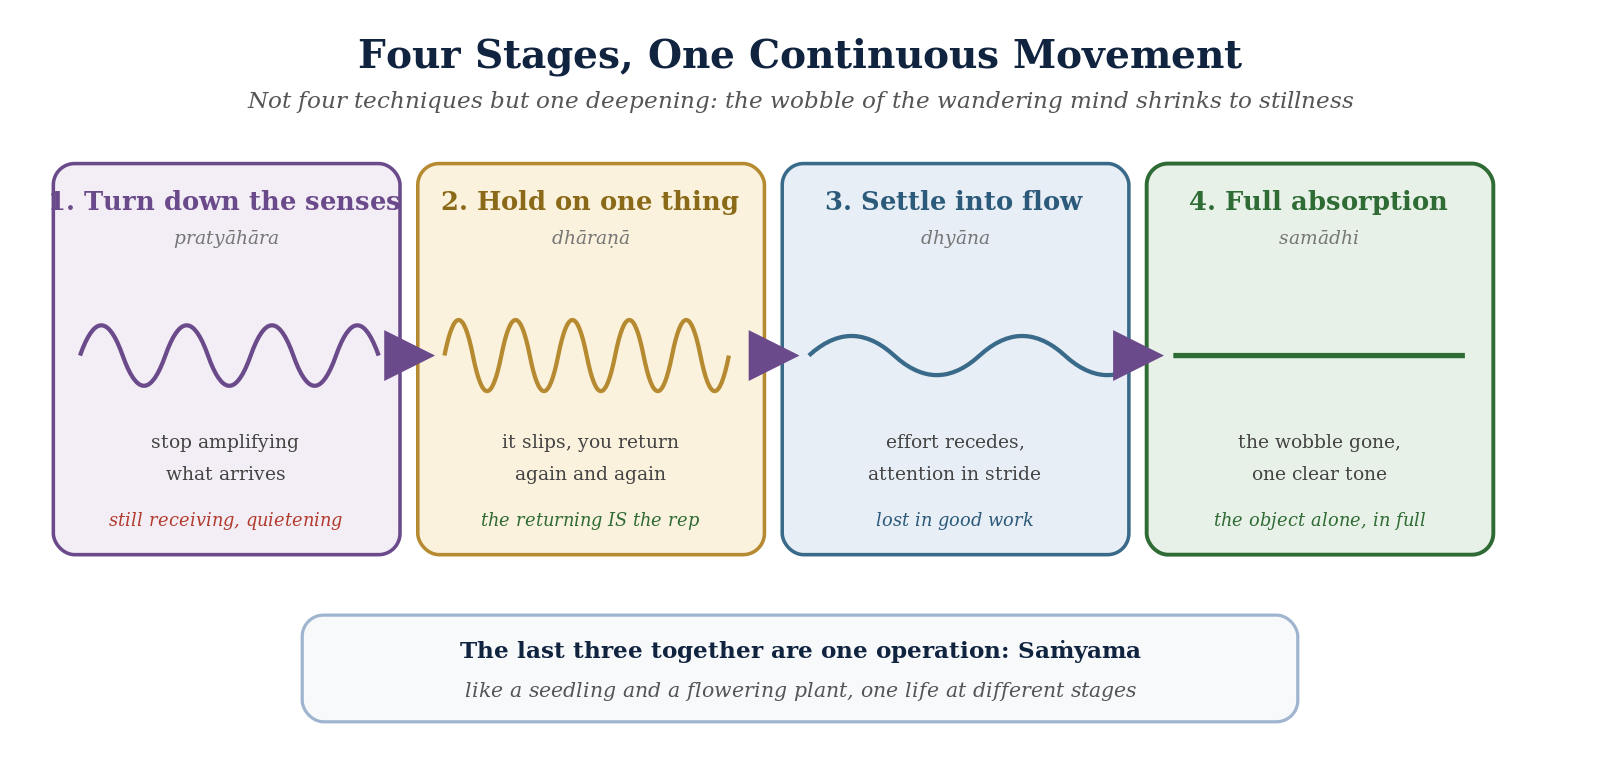 Four Stages, One Continuous Movement
Not four techniques but one deepening: the wobble of the wandering mind shrinks to stillness
1. Turn down the senses
pratyāhāra
stop amplifying
what arrives
still receiving, quietening
2. Hold on one thing
dhāraṇā
it slips, you return
again and again
the returning IS the rep
3. Settle into flow
dhyāna
effort recedes,
attention in stride
lost in good work
4. Full absorption
samādhi
the wobble gone,
one clear tone
the object alone, in full
The last three together are one operation: Saṁyama
like a seedling and a flowering plant, one life at different stages